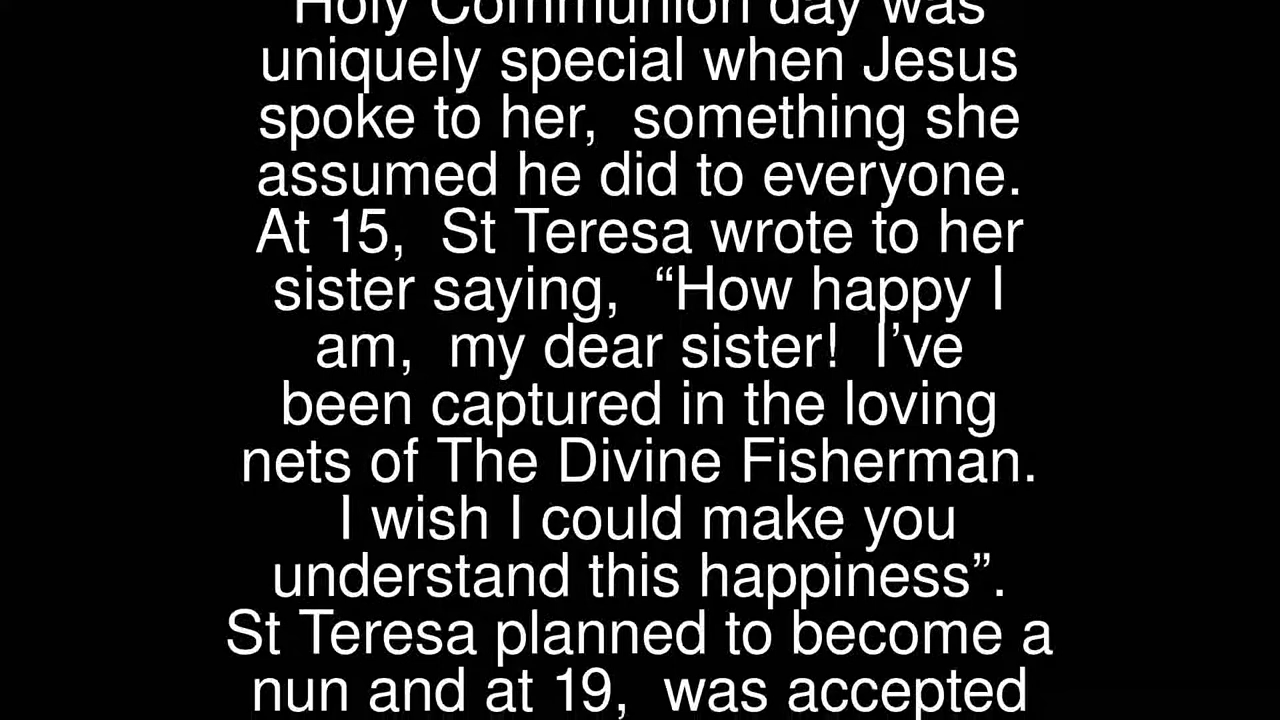 Holy Communion day was
uniquely special when Jesus
spoke to her,  something she
assumed he did to everyone.
At 15,  St Teresa wrote to her
sister saying,  “How happy I
am,  my dear sister!  I’ve
been captured in the loving
nets of The Divine Fisherman.
I wish I could make you
understand this happiness”.
St Teresa planned to become a
nun and at 19,  was accepted